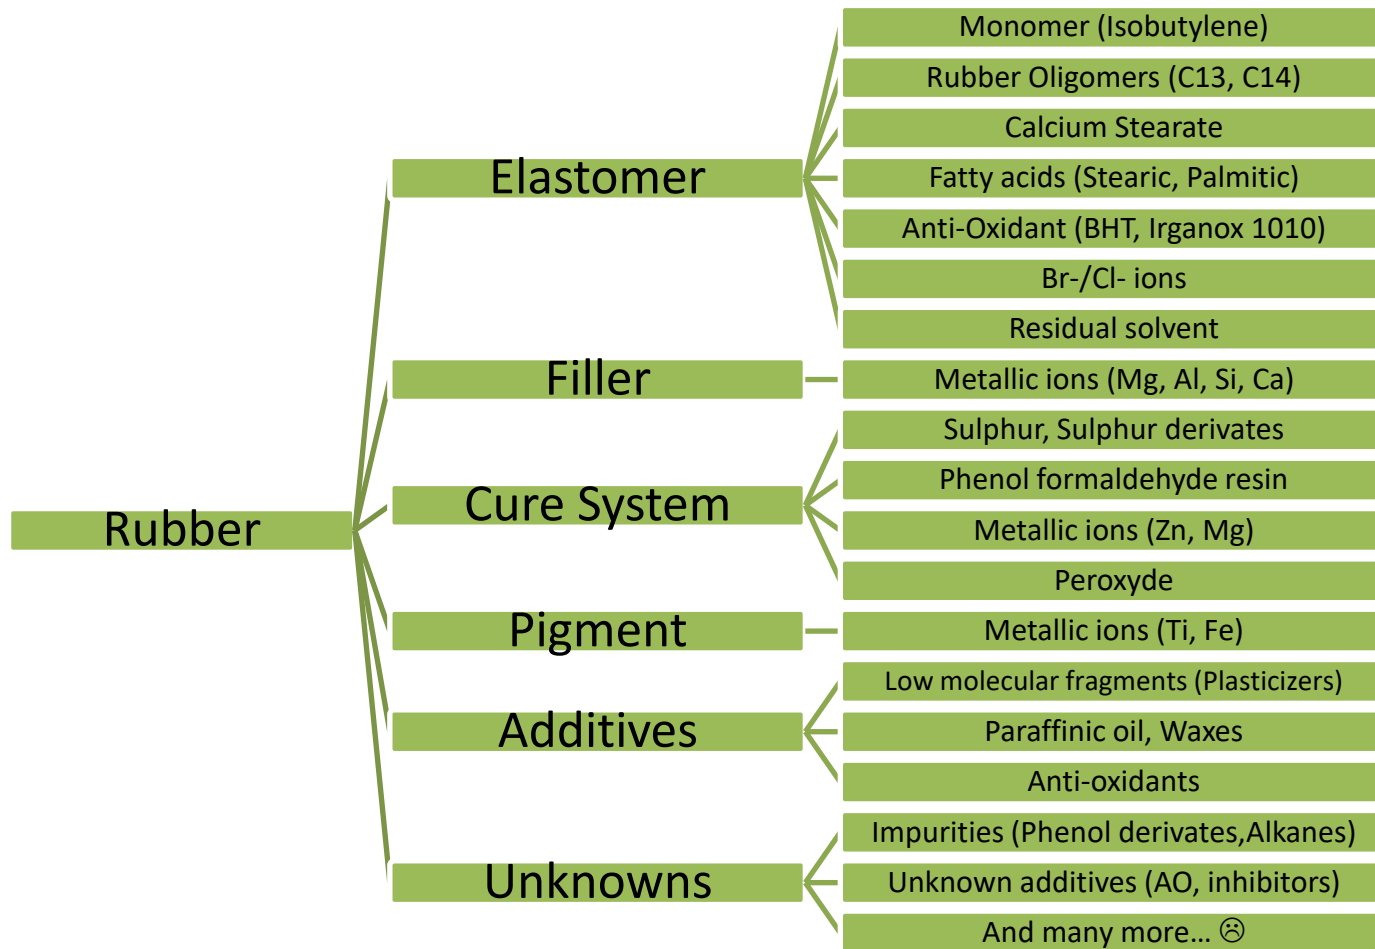 Rubber
Elastomer
Monomer (Isobutylene)
Rubber Oligomers (C13, C14)
Calcium Stearate
Fatty acids (Stearic, Palmitic)
Anti-Oxidant (BHT, Irganox 1010)
Br-/Cl- ions
Residual solvent
Filler
Metallic ions (Mg, Al, Si, Ca)
Cure System
Sulphur, Sulphur derivates
Phenol formaldehyde resin
Metallic ions (Zn, Mg)
Peroxyde
Pigment
Metallic ions (Ti, Fe)
Additives
Low molecular fragments (Plasticizers)
Paraffinic oil, Waxes
Anti-oxidants
Unknowns
Impurities (Phenol derivates,Alkanes)
Unknown additives (AO, inhibitors)
And many more... ☹